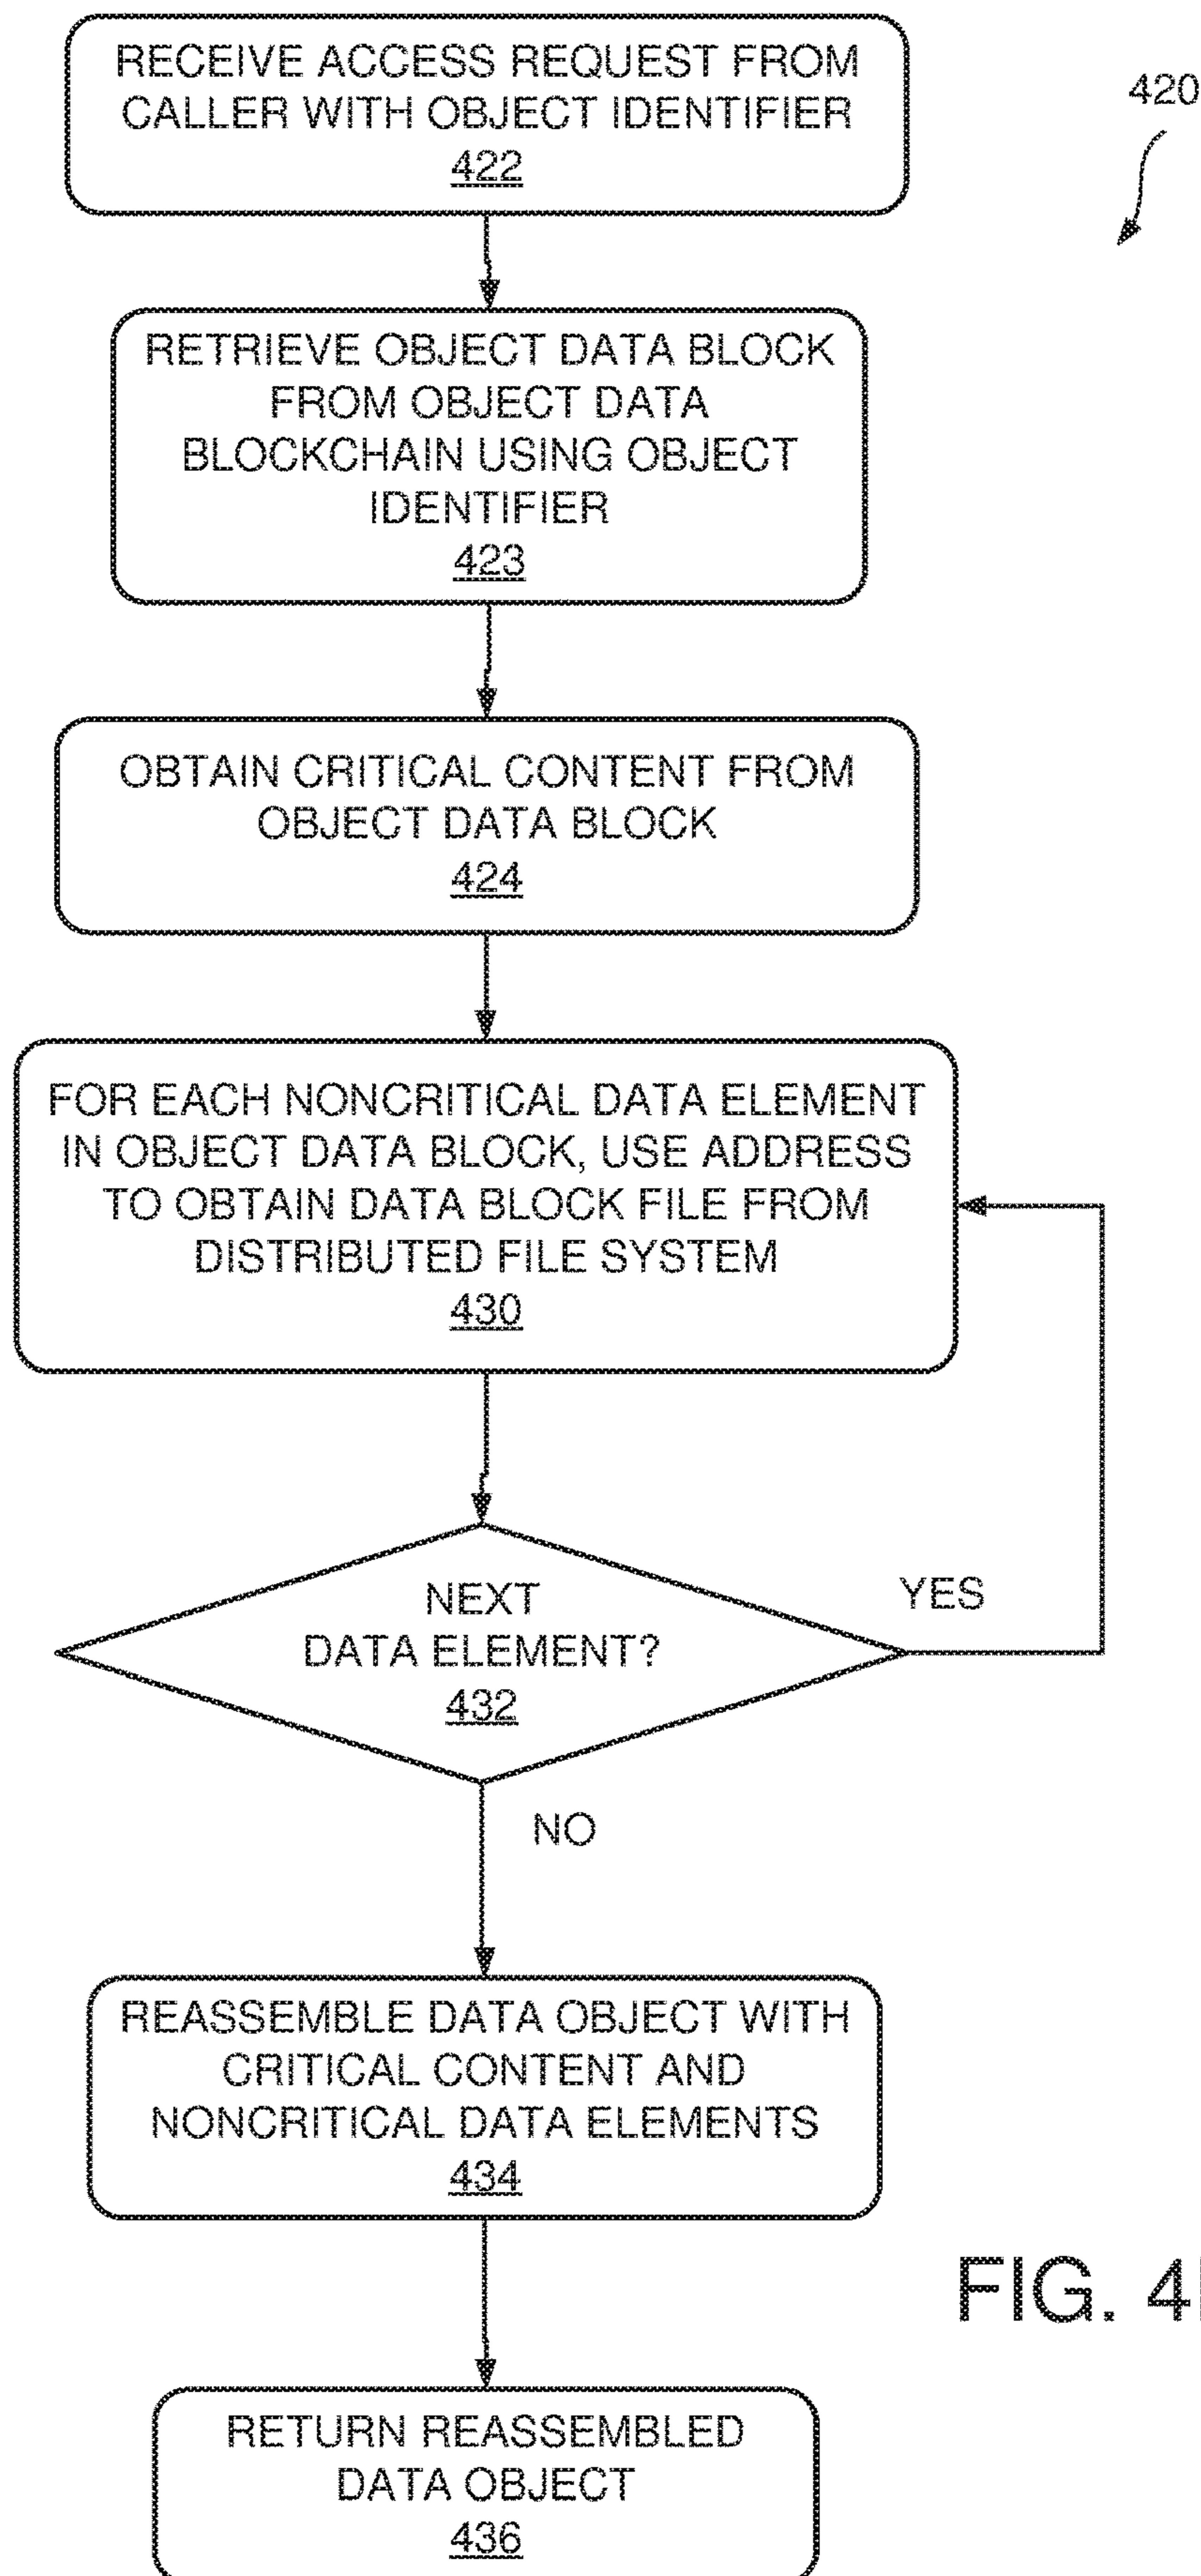 RECEIVE ACCESS REQUEST FROM
CALLER WITH OBJECT IDENTIFIER
422
420
RETRIEVE OBJECT DATA BLOCK
FROM OBJECT DATA
BLOCKCHAIN USING OBJECT
IDENTIFIER
423
OBTAIN CRITICAL CONTENT FROM
OBJECT DATA BLOCK
424
FOR EACH NONCRITICAL DATA ELEMENT
IN OBJECT DATA BLOCK, USE ADDRESS
TO OBTAIN DATA BLOCK FILE FROM
DISTRIBUTED FILE SYSTEM
430
NEXT
DATA ELEMENT?
432
YES
NO
REASSEMBLE DATA OBJECT WITH
CRITICAL CONTENT AND
NONCRITICAL DATA ELEMENTS
434
FIG. 4
RETURN REASSEMBLED
DATA OBJECT
436